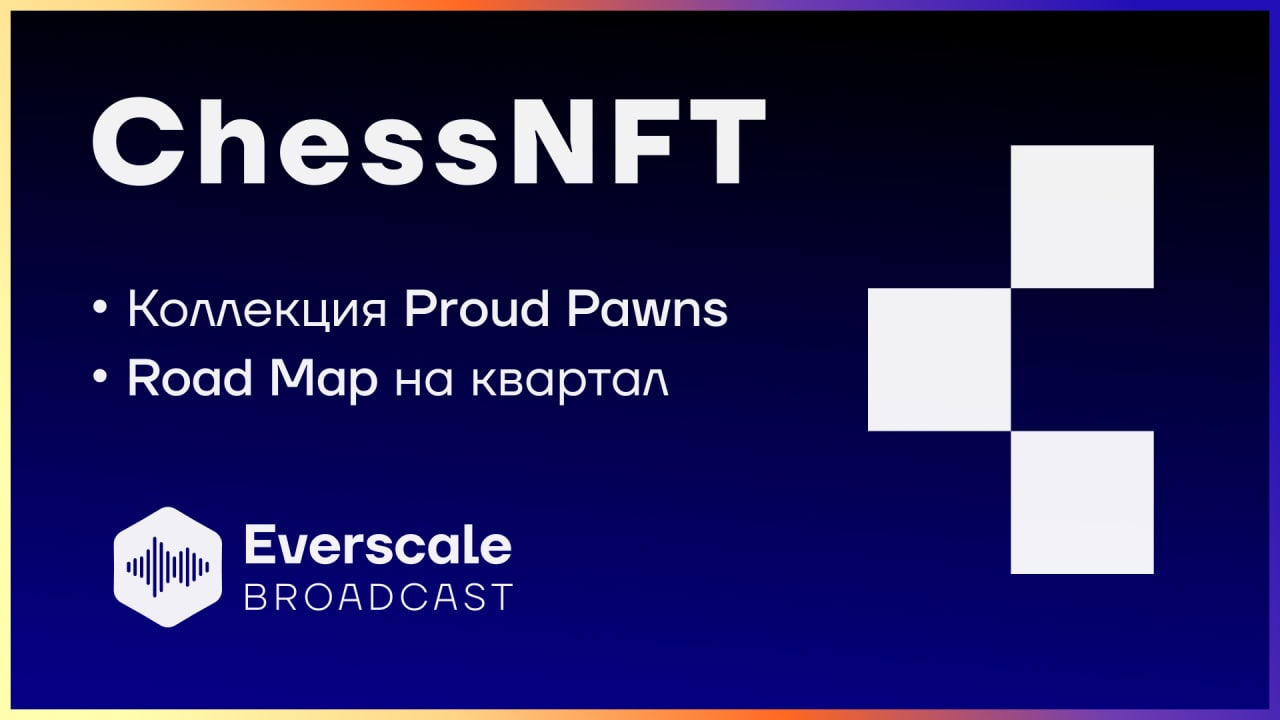 ChessNFT
• Коллекция Proud Pawns
• Road Map на квартал
Everscale
BROADCAST